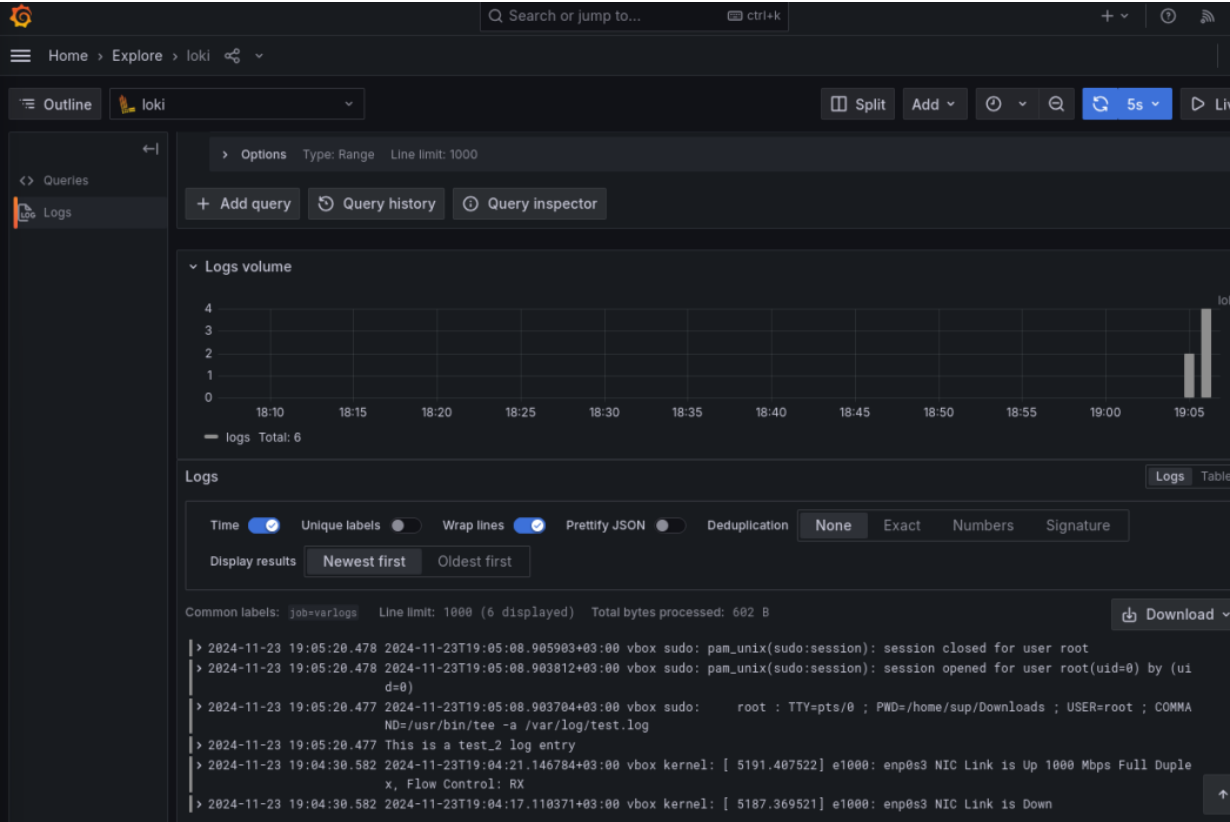 Search or jump to... ctrl+k
Home › Explore › loki
Outline loki Split Add 5s
Options Type: Range Line limit: 1000
Queries
Logs
+ Add query Query history Query inspector
Logs volume
4
3
2
1
0
18:10 18:15 18:20 18:25 18:30 18:35 18:40 18:45 18:50 18:55 19:00 19:05
logs Total: 6
Logs Logs Table
Time Unique labels Wrap lines Prettify JSON Deduplication None Exact Numbers Signature
Display results Newest first Oldest first
Common labels: job=varlogs Line limit: 1000 (6 displayed) Total bytes processed: 602 B
Download
> 2024-11-23 19:05:20.478 2024-11-23T19:05:08.905903+03:00 vbox sudo: pam_unix(sudo:session): session closed for user root
> 2024-11-23 19:05:20.478 2024-11-23T19:05:08.903812+03:00 vbox sudo: pam_unix(sudo:session): session opened for user root(uid=0) by (ui
d=0)
> 2024-11-23 19:05:20.477 2024-11-23T19:05:08.903704+03:00 vbox sudo: root : TTY=pts/0 ; PWD=/home/sup/Downloads ; USER=root ; COMMA
ND=/usr/bin/tee -a /var/log/test.log
> 2024-11-23 19:05:20.477 This is a test_2 log entry
> 2024-11-23 19:04:30.582 2024-11-23T19:04:21.146784+03:00 vbox kernel: [ 5191.407522] e1000: enp0s3 NIC Link is Up 1000 Mbps Full Duple
x, Flow Control: RX
> 2024-11-23 19:04:30.582 2024-11-23T19:04:17.110371+03:00 vbox kernel: [ 5187.369521] e1000: enp0s3 NIC Link is Down